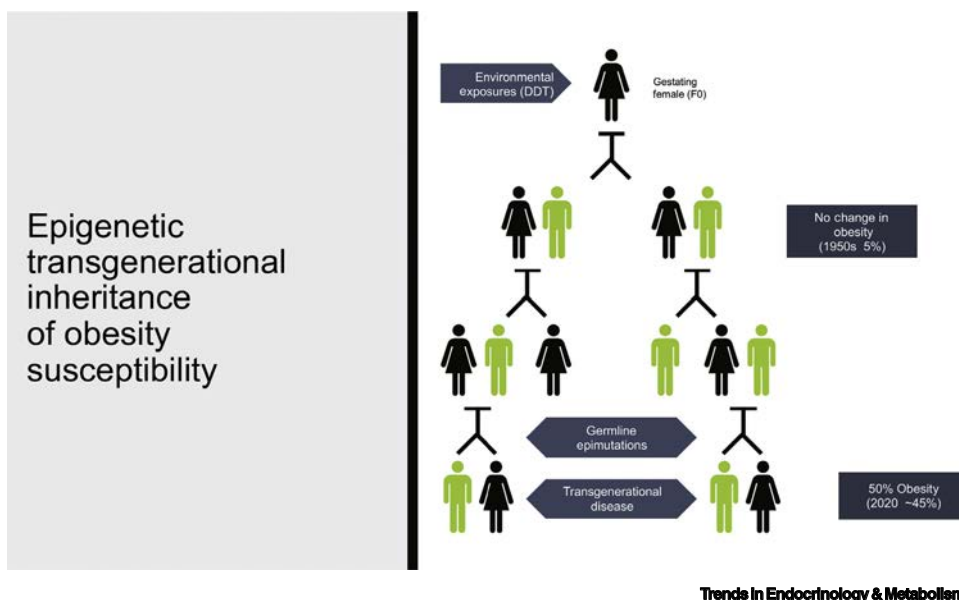 Environmental
exposures (DDT)
Gestating
female (F0)
No change in
obesity
(1950s 5%)
Epigenetic
transgenerational
inheritance
of obesity
susceptibility
Germline
epimutations
Transgenerational
disease
50% Obesity
(2020 ~45%)
Trends in Endocrinology & Metabolism